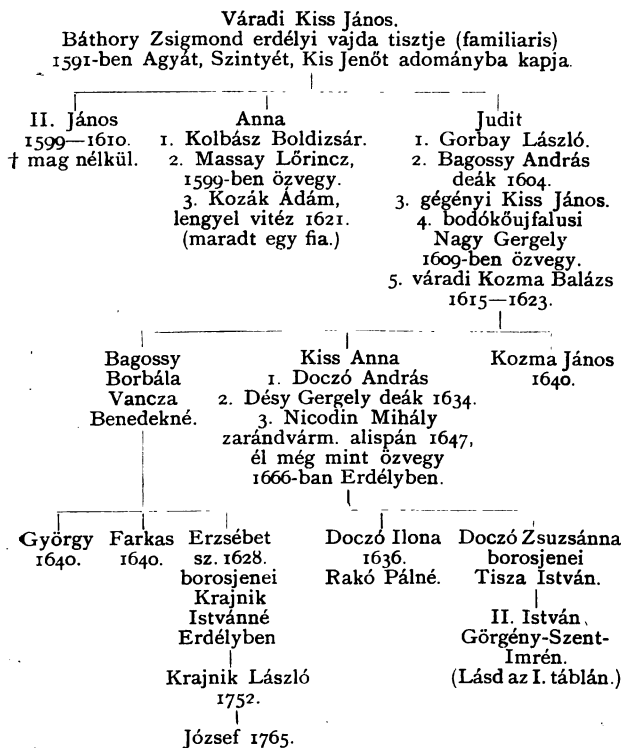 Váradi Kiss János.
Báthory Zsigmond erdélyi vajda tisztje (familiaris)
1591-ben Agyát, Szintyét, Kis Jenőt adományba kapja.
II. János
1599—1610.
† mag nélkül.
Anna
1. Kolbász Boldizsár.
2. Massay Lőrincz,
1599-ben özvegy.
3. Kozák Ádám,
lengyel vitéz 1621.
(maradt egy fia.)
Judit
1. Gorbay László.
2. Bagossy András
deák 1604.
3. gégényi Kiss János.
4. bodókőujfalusi
Nagy Gergely
1609-ben özvegy.
5. váradi Kozma Balázs
1615—1623.
Bagossy
Borbála
Vancza
Benedekné.
Kiss Anna
1. Doczó András
2. Désy Gergely deák 1634.
3. Nicodin Mihály
zarándvárm. alispán 1647,
él még mint özvegy
1666-ban Erdélyben.
Kozma János
1640.
György
1640.
Farkas
1640.
Erzsébet
sz. 1628.
borosjenei
Krajnik
Istvánné
Erdélyben
Krajnik László
1752.
József 1765.
Doczó Ilona
1636.
Rakó Pálné.
Doczó Zsuzsánna
borosjenei
Tisza István.
II. István
Görgény-Szent-
Imrén.
(Lásd az I. táblán.)